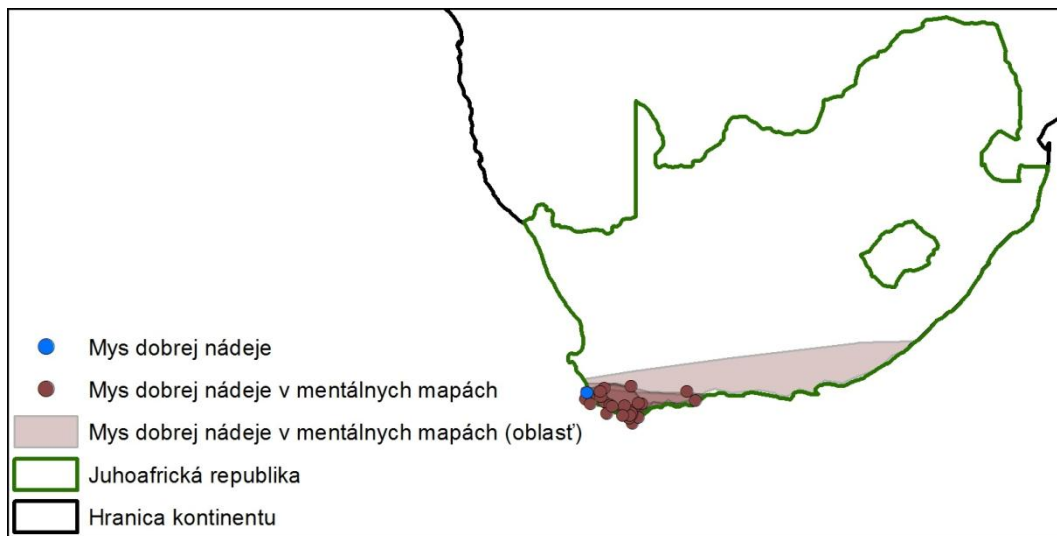 Mys dobrej nádeje
Mys dobrej nádeje v mentálnych mapách
Mys dobrej nádeje v mentálnych mapách (oblasť)
Juhoafrická republika
Hranica kontinentu